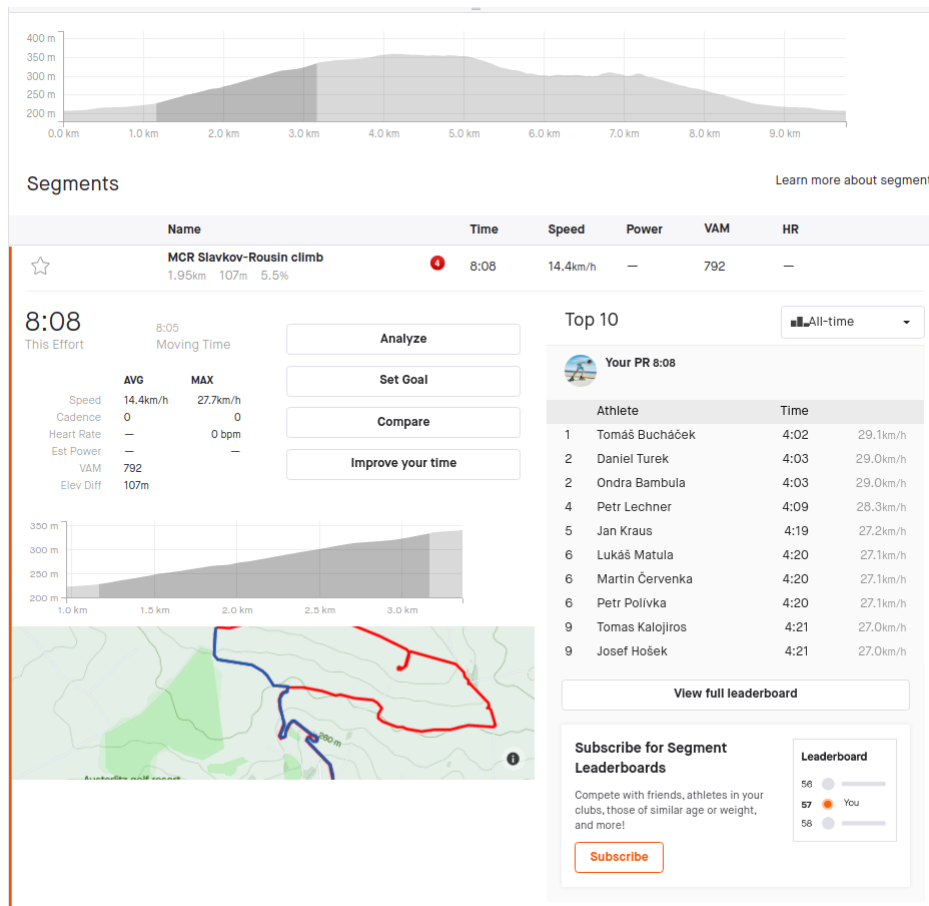 400 m
350 m
300 m
250 m
200 m
0.0 km 1.0 km 2.0 km 3.0 km 4.0 km 5.0 km 6.0 km 7.0 km 8.0 km 9.0 km
Segments
Learn more about segment
Name Time Speed Power VAM HR
MCR Slavkov-Rousin climb
1.95km 107m 5.5%
4 8:08 14.4km/h — 792 —
8:08
This Effort
8:05
Moving Time
AVG MAX
Speed 14.4km/h 27.7km/h
Cadence 0 0
Heart Rate — 0 bpm
Est Power — —
VAM 792
Elev Diff 107m
Analyze
Set Goal
Compare
Improve your time
350 m
300 m
250 m
200 m
1.0 km 1.5 km 2.0 km 2.5 km 3.0 km
280 m
Austerlitz golf resort
Top 10
All-time
Your PR 8:08
Athlete Time
1 Tomáš Bucháček 4:02 29.1km/h
2 Daniel Turek 4:03 29.0km/h
2 Ondra Bambula 4:03 29.0km/h
4 Petr Lechner 4:09 28.3km/h
5 Jan Kraus 4:19 27.2km/h
6 Lukáš Matula 4:20 27.1km/h
6 Martin Červenka 4:20 27.1km/h
6 Petr Polívka 4:20 27.1km/h
9 Tomas Kalojiros 4:21 27.0km/h
9 Josef Hošek 4:21 27.0km/h
View full leaderboard
Subscribe for Segment
Leaderboards
Compete with friends, athletes in your
clubs, those of similar age or weight,
and more!
Subscribe
Leaderboard
56
57 You
58